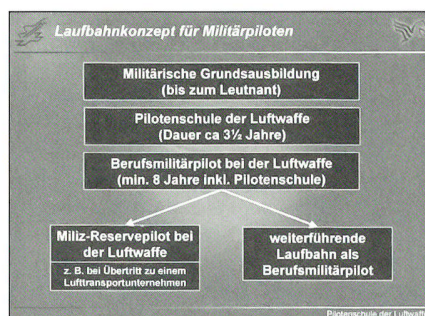 Laufbahnkonzept für Militärpiloten
Militärische Grundsausbildung
(bis zum Leutnant)
Pilotenschule der Luftwaffe
(Dauer ca 3½ Jahre)
Berufsmilitärpilot bei der Luftwaffe
(min. 8 Jahre inkl. Pilotenschule)
Miliz-Reservepilot bei
der Luftwaffe
z. B. bei Übertritt zu einem
Lufttransportunternehmen
weiterführende
Laufbahn als
Berufsmilitärpilot
Pilotenschule der Luftwaffe